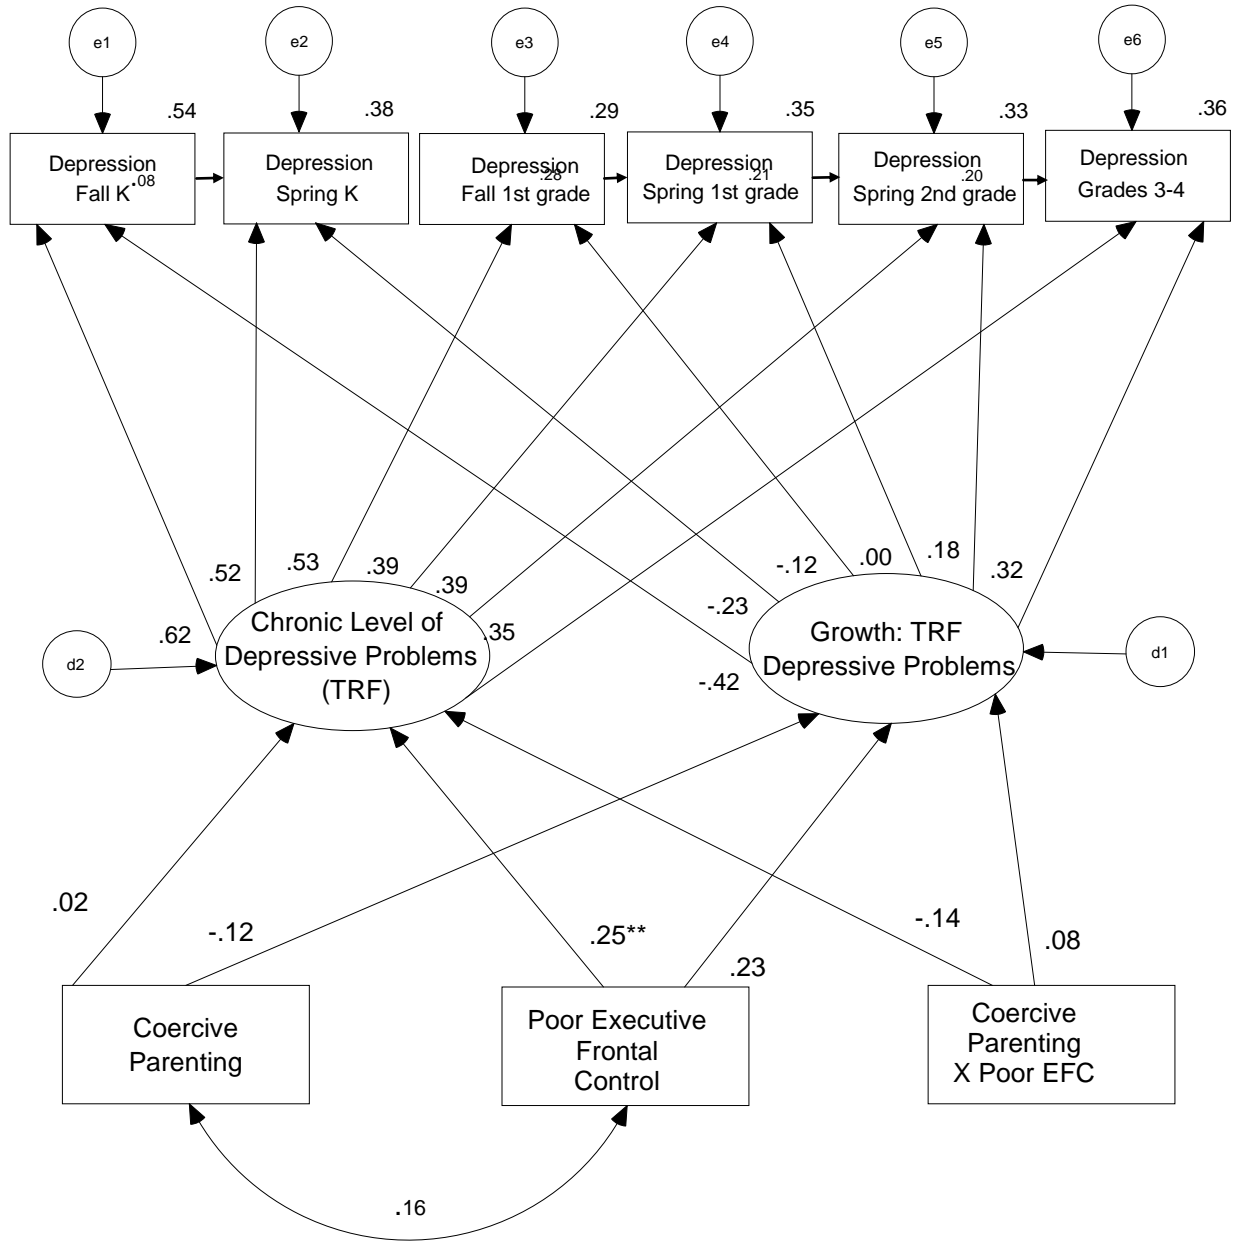 e1
e2
e3
e4
e5
e6
.54
.38
.29
.35
.33
.36
Depression
Fall K
.08
Depression
Spring K
Depression
Fall 1st grade
.28
Depression
Spring 1st grade
.21
Depression
Spring 2nd grade
.20
Depression
Grades 3-4
.62
.52
.53
.39
.39
.35
-.42
-.23
-.12
.00
.18
.32
d2
Chronic Level of
Depressive Problems
(TRF)
Growth: TRF
Depressive Problems
d1
.02
-.12
.25**
.23
-.14
.08
Coercive
Parenting
Poor Executive
Frontal
Control
Coercive
Parenting
X Poor EFC
.16